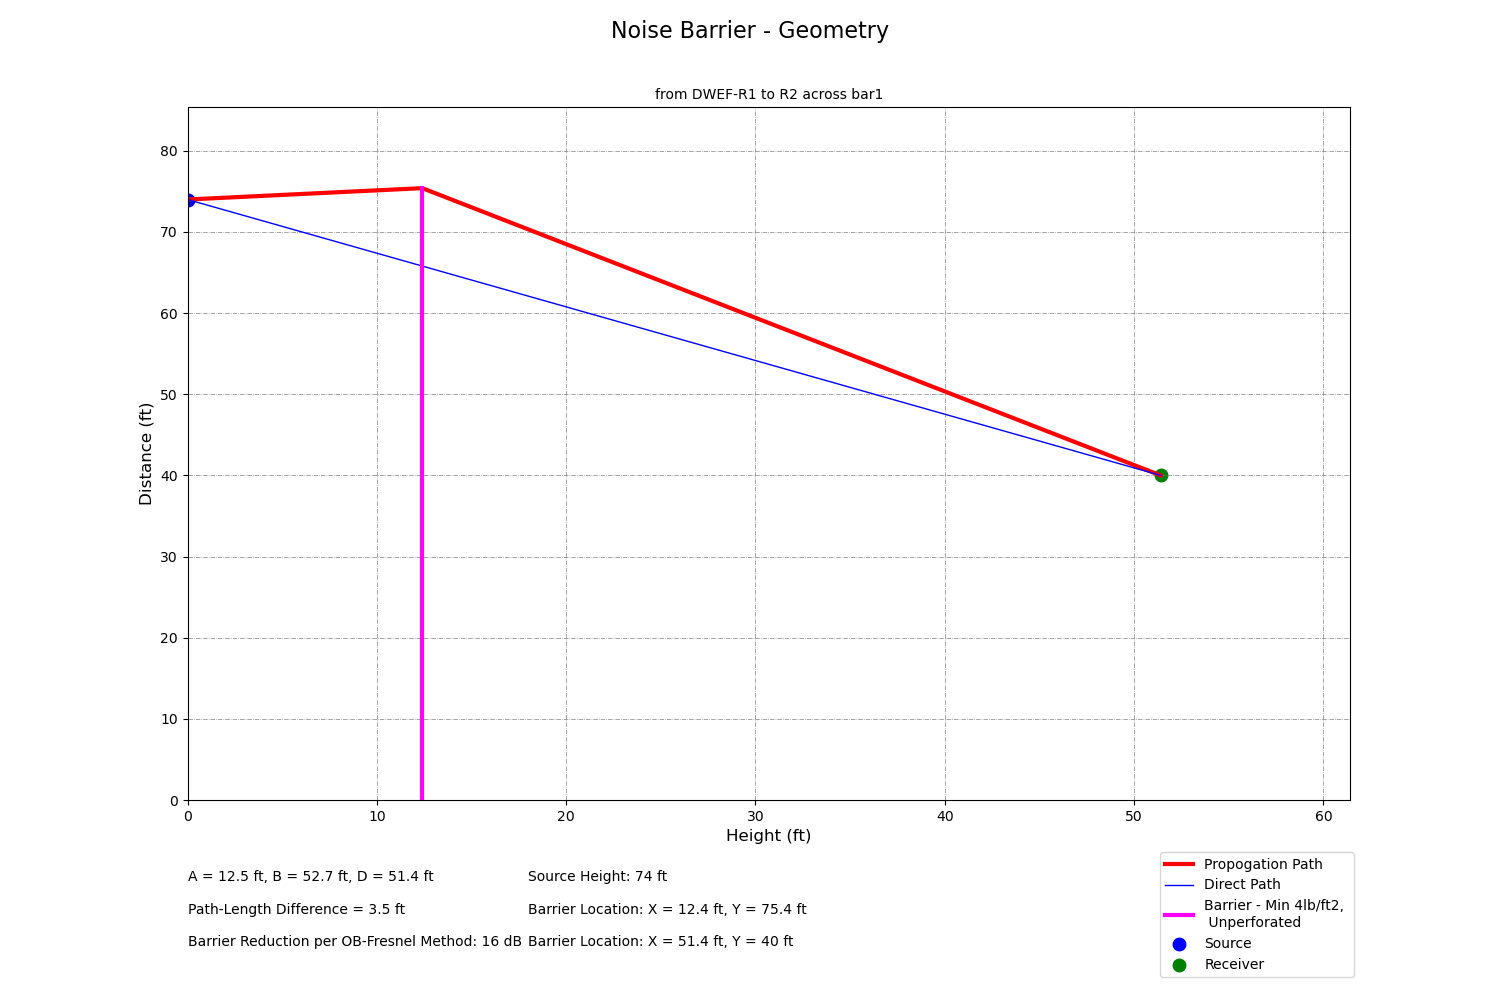 Noise Barrier - Geometry
from DWEF-R1 to R2 across bar1
80
70
60
50
40
30
20
10
0
Distance (ft)
0 10 20 30 40 50 60
Height (ft)
A = 12.5 ft, B = 52.7 ft, D = 51.4 ft
Path-Length Difference = 3.5 ft
Barrier Reduction per OB-Fresnel Method: 16 dB
Source Height: 74 ft
Barrier Location: X = 12.4 ft, Y = 75.4 ft
Barrier Location: X = 51.4 ft, Y = 40 ft
Propogation Path
Direct Path
Barrier - Min 4lb/ft2,
Unperforated
Source
Receiver